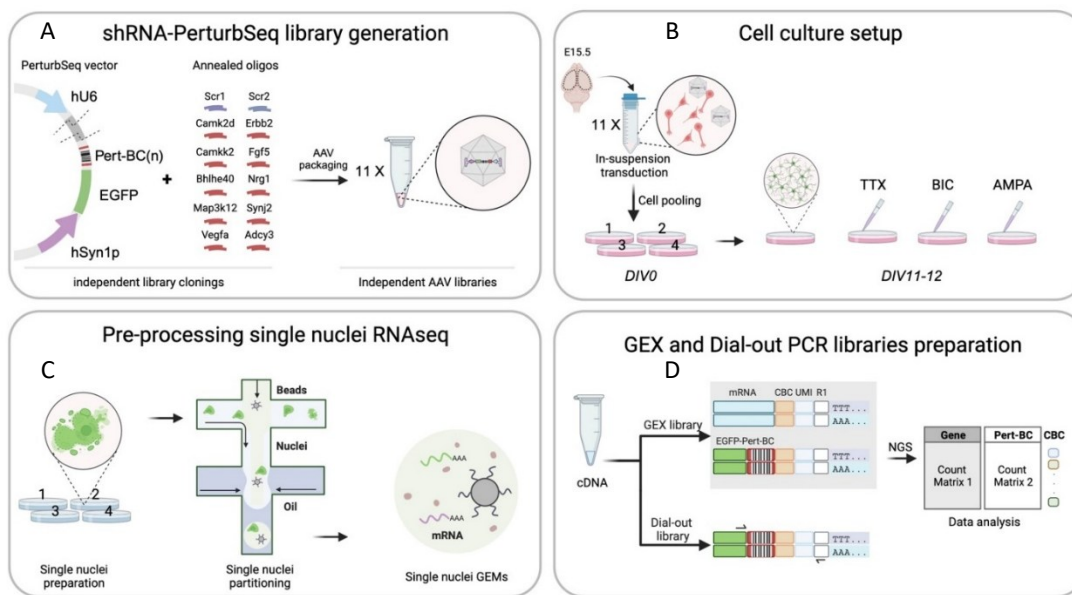 A
shRNA-PerturbSeq library generation
PerturbSeq vector
Annealed oligos
hU6
Pert-BC(n)
EGFP
hSyn1p
+
Scr1 Scr2
Camk2d Erbb2
Camkk2 Fgf5
Bhlhe40 Nrg1
Map3k12 Synj2
Vegfa Adcy3
AAV
packaging
11 X
independent library clonings
Independent AAV libraries
B
Cell culture setup
E15.5
11 X
In-suspension
transduction
Cell pooling
1 2
3 4
DIV0
TTX BIC AMPA
DIV11-12
C
Pre-processing single nuclei RNAseq
1 2
3 4
Single nuclei
preparation
Beads
Nuclei
Oil
Single nuclei
partitioning
AAA
AAA
mRNA
Single nuclei GEMs
GEX and Dial-out PCR libraries preparation
D
cDNA
GEX library
Dial-out
library
mRNA CBC UMI R1
TTT...
AAA...
EGFP-Pert-BC
TTT...
AAA...
TTT...
AAA...
NGS
Gene Pert-BC CBC
Count
Matrix 1
Count
Matrix 2
Data analysis